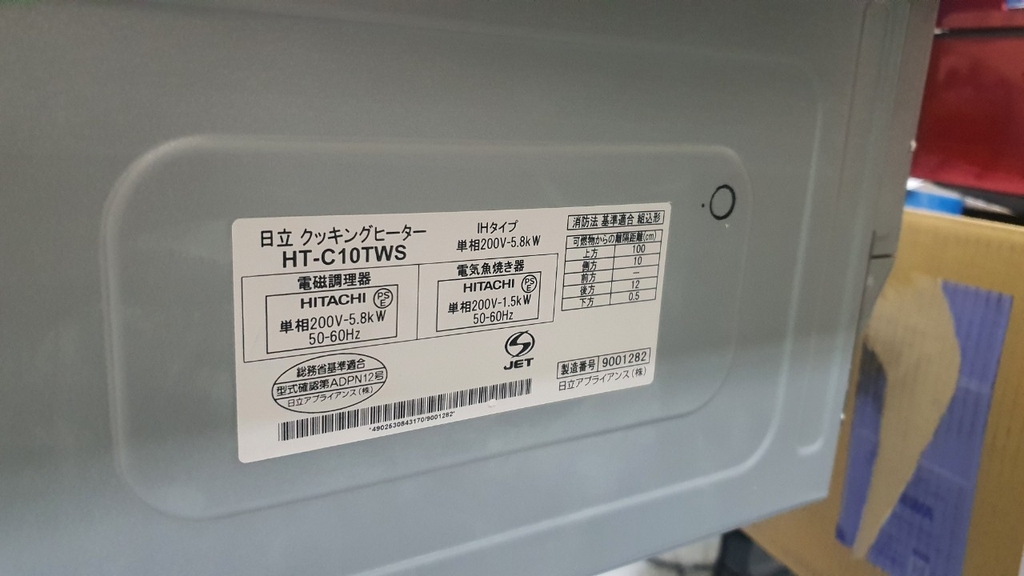 日立 クッキングヒーター
HT-C10TWS
IHタイプ
単相200V-5.8kW
電磁調理器
HITACHI
PSE
単相200V-5.8kW
50-60Hz
電気魚焼き器
HITACHI
PSE
単相200V-1.5kW
50-60Hz
消防法 基準適合 組込形
可燃物からの離隔距離(cm)
上方 100
側方 10
前方 —
後方 12
下方 0.5
総務省基準適合
型式確認第ADPN12号
日立アプライアンス(株)
JET
製造番号 9001282
日立アプライアンス(株)
*4902530843170/9001282*